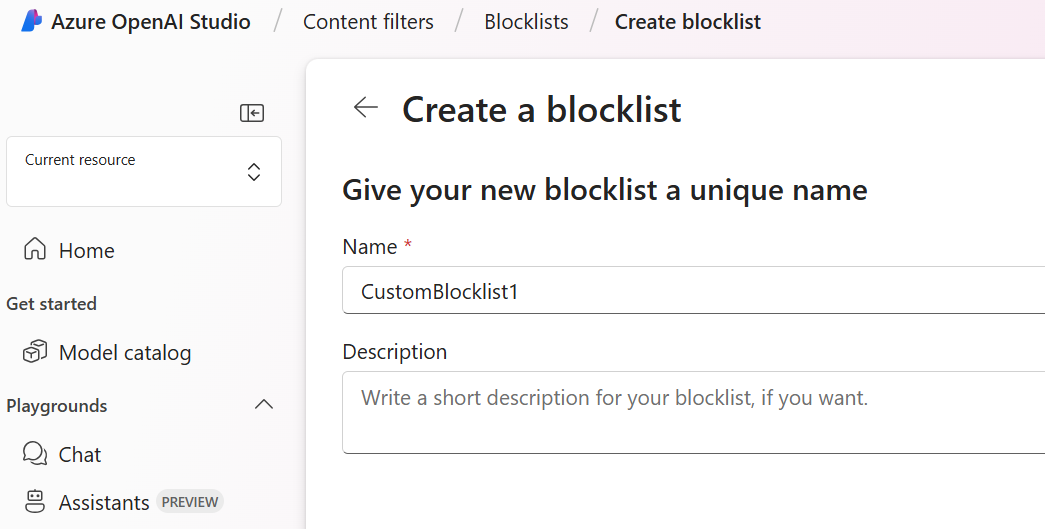 Azure OpenAI Studio / Content filters / Blocklists / Create blocklist
Current resource
Home
Get started
Model catalog
Playgrounds
Chat
Assistants PREVIEW
Create a blocklist
Give your new blocklist a unique name
Name *
CustomBlocklist1
Description
Write a short description for your blocklist, if you want.